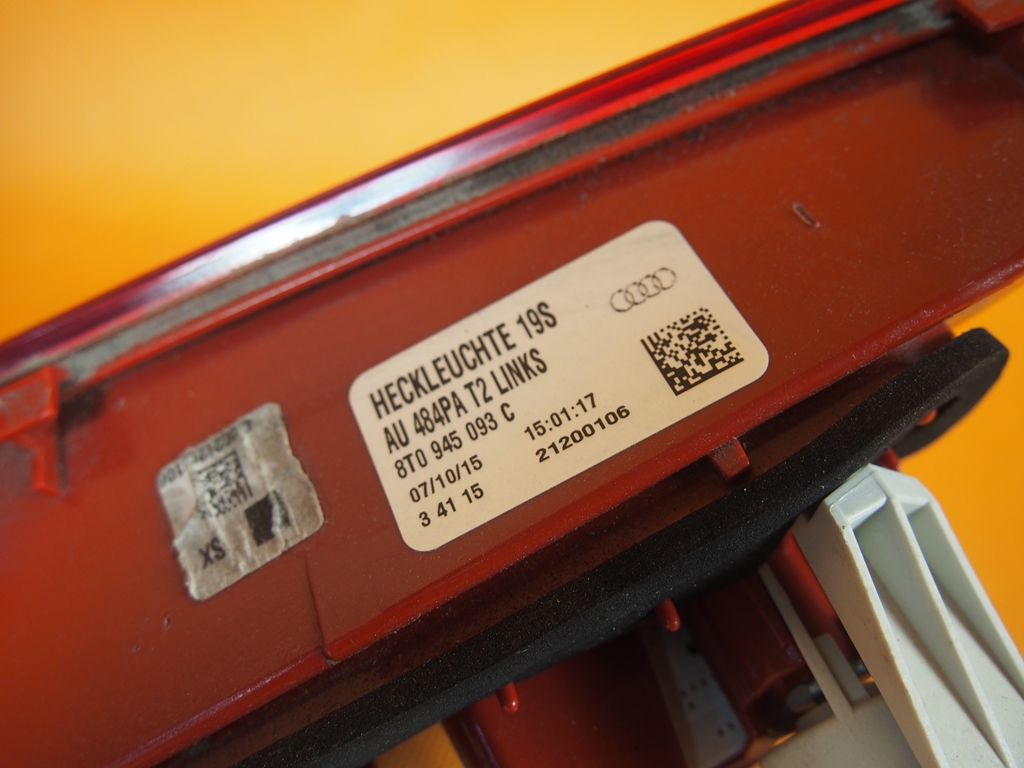 HECKLEUCHTE 19S
AU 484PA T2 LINKS
8T0 945 093 C
07/10/15 15:01:17
3 41 15 21200106
XS